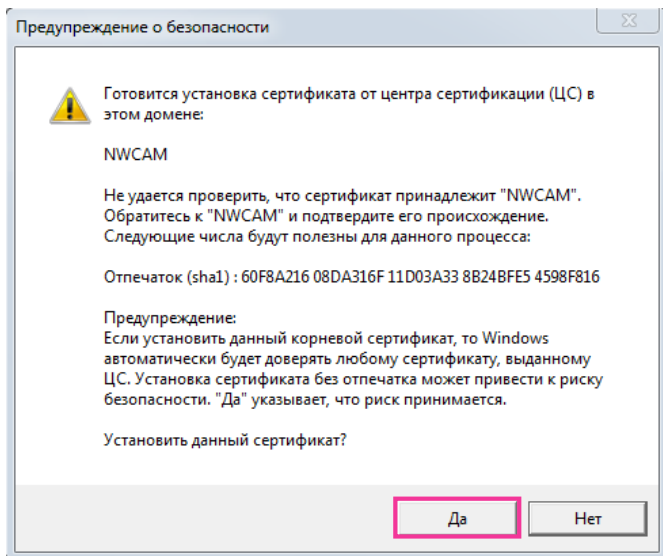 Предупреждение о безопасности
Готовится установка сертификата от центра сертификации (ЦС) в
этом домене:
NWCAM
Не удается проверить, что сертификат принадлежит "NWCAM".
Обратитесь к "NWCAM" и подтвердите его происхождение.
Следующие числа будут полезны для данного процесса:
Отпечаток (sha1) : 60F8A216 08DA316F 11D03A33 8B24BFE5 4598F816
Предупреждение:
Если установить данный корневой сертификат, то Windows
автоматически будет доверять любому сертификату, выданному
ЦС. Установка сертификата без отпечатка может привести к риску
безопасности. "Да" указывает, что риск принимается.
Установить данный сертификат?
Да
Нет